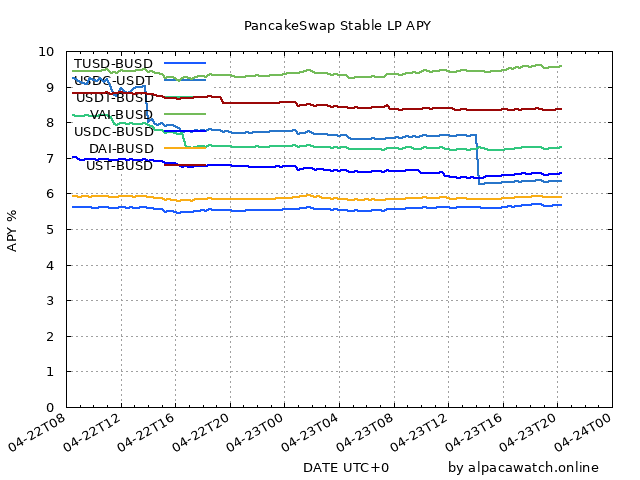 PancakeSwap Stable LP APY
10
9
8
7
6
5
4
3
2
1
0
APY %
TUSD-BUSD
USDC-USDT
USDT-BUSD
VAI-BUSD
USDC-BUSD
DAI-BUSD
UST-BUSD
04-22T08
04-22T12
04-22T16
04-22T20
04-23T00
04-23T04
04-23T08
04-23T12
04-23T16
04-23T20
04-24T00
DATE UTC+0
by alpacawatch.online